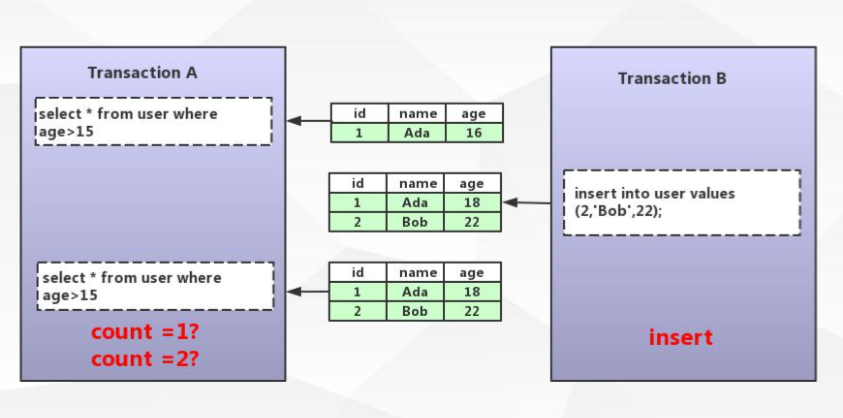 Transaction A
Transaction B
select * from user where
age>15
id name age
1 Ada 16
id name age
1 Ada 18
2 Bob 22
insert into user values
(2,'Bob',22);
select * from user where
age>15
id name age
1 Ada 18
2 Bob 22
count =1?
count =2?
insert